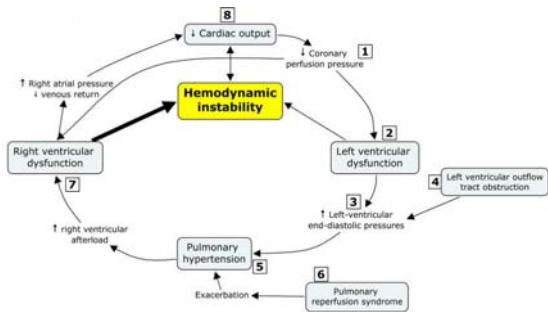 8
↓ Cardiac output
↓ Coronary
perfusion pressure
1
↑ Right atrial pressure
↓ venous return
Hemodynamic
instability
2
Right ventricular
dysfunction
Left ventricular
dysfunction
7
3
4
Left ventricular outflow
tract obstruction
↑ Left-ventricular
end-diastolic pressures
↑ right ventricular
afterload
Pulmonary
hypertension
5
6
Exacerbation
Pulmonary
reperfusion syndrome